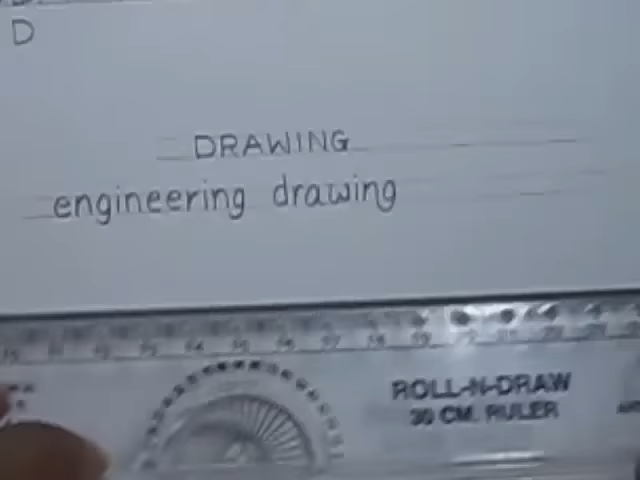 D
DRAWING
engineering drawing
ROLL-N-DRAW
30 CM. RULER